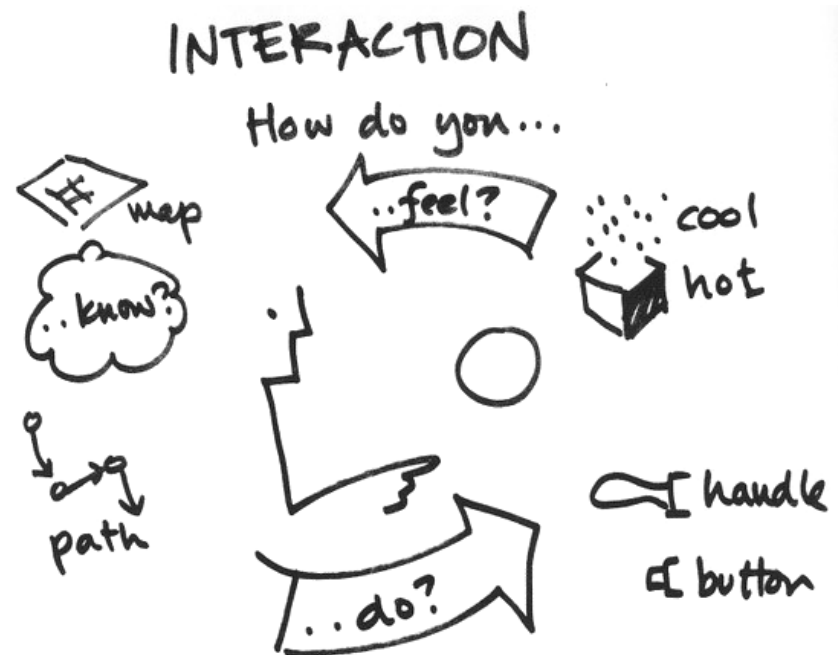 INTERACTION
How do you...
..feel?
map
cool
hot
..know?
path
handle
button
..do?